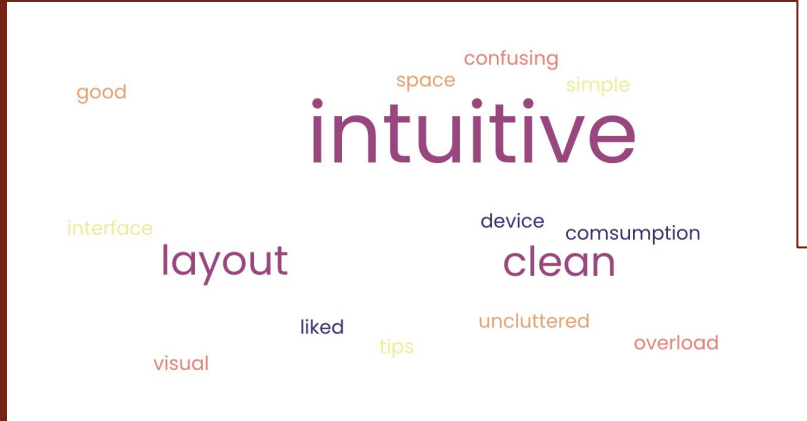 confusing
space
simple
good
intuitive
device
interface
comsumption
layout
clean
uncluttered
liked
overload
tips
visual